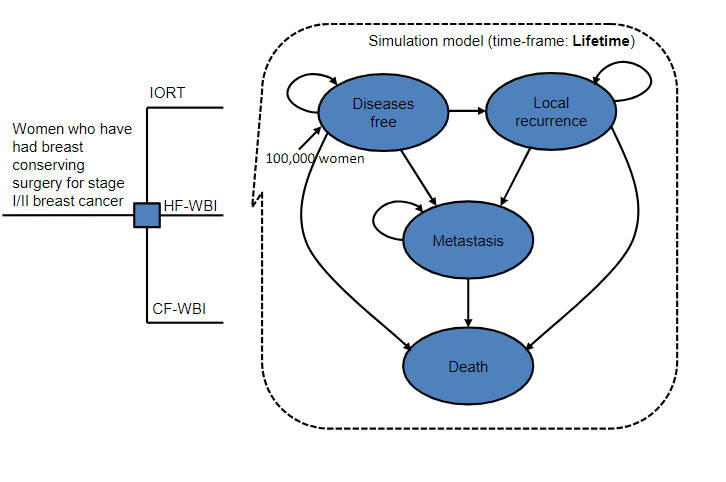 Simulation model (time-frame: Lifetime)
IORT
Women who have
had breast
conserving
surgery for stage
I/II breast cancer
HF-WBI
CF-WBI
Diseases
free
Local
recurrence
100,000 women
Metastasis
Death